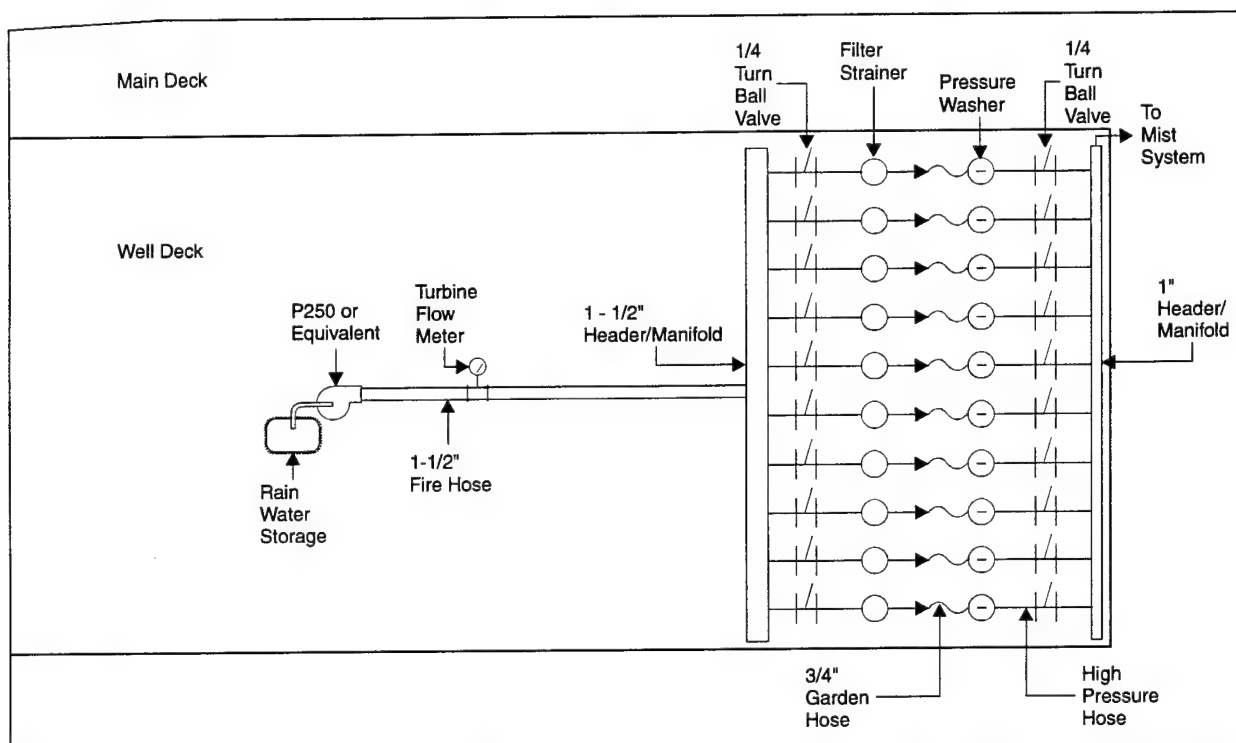 Main Deck
1/4
Turn
Ball
Valve
Filter
Strainer
Pressure
Washer
1/4
Turn
Ball
Valve
To
Mist
System
Well Deck
P250 or
Equivalent
Turbine
Flow
Meter
1 - 1/2"
Header/Manifold
1"
Header/
Manifold
1-1/2"
Fire Hose
Rain
Water
Storage
3/4"
Garden
Hose
High
Pressure
Hose